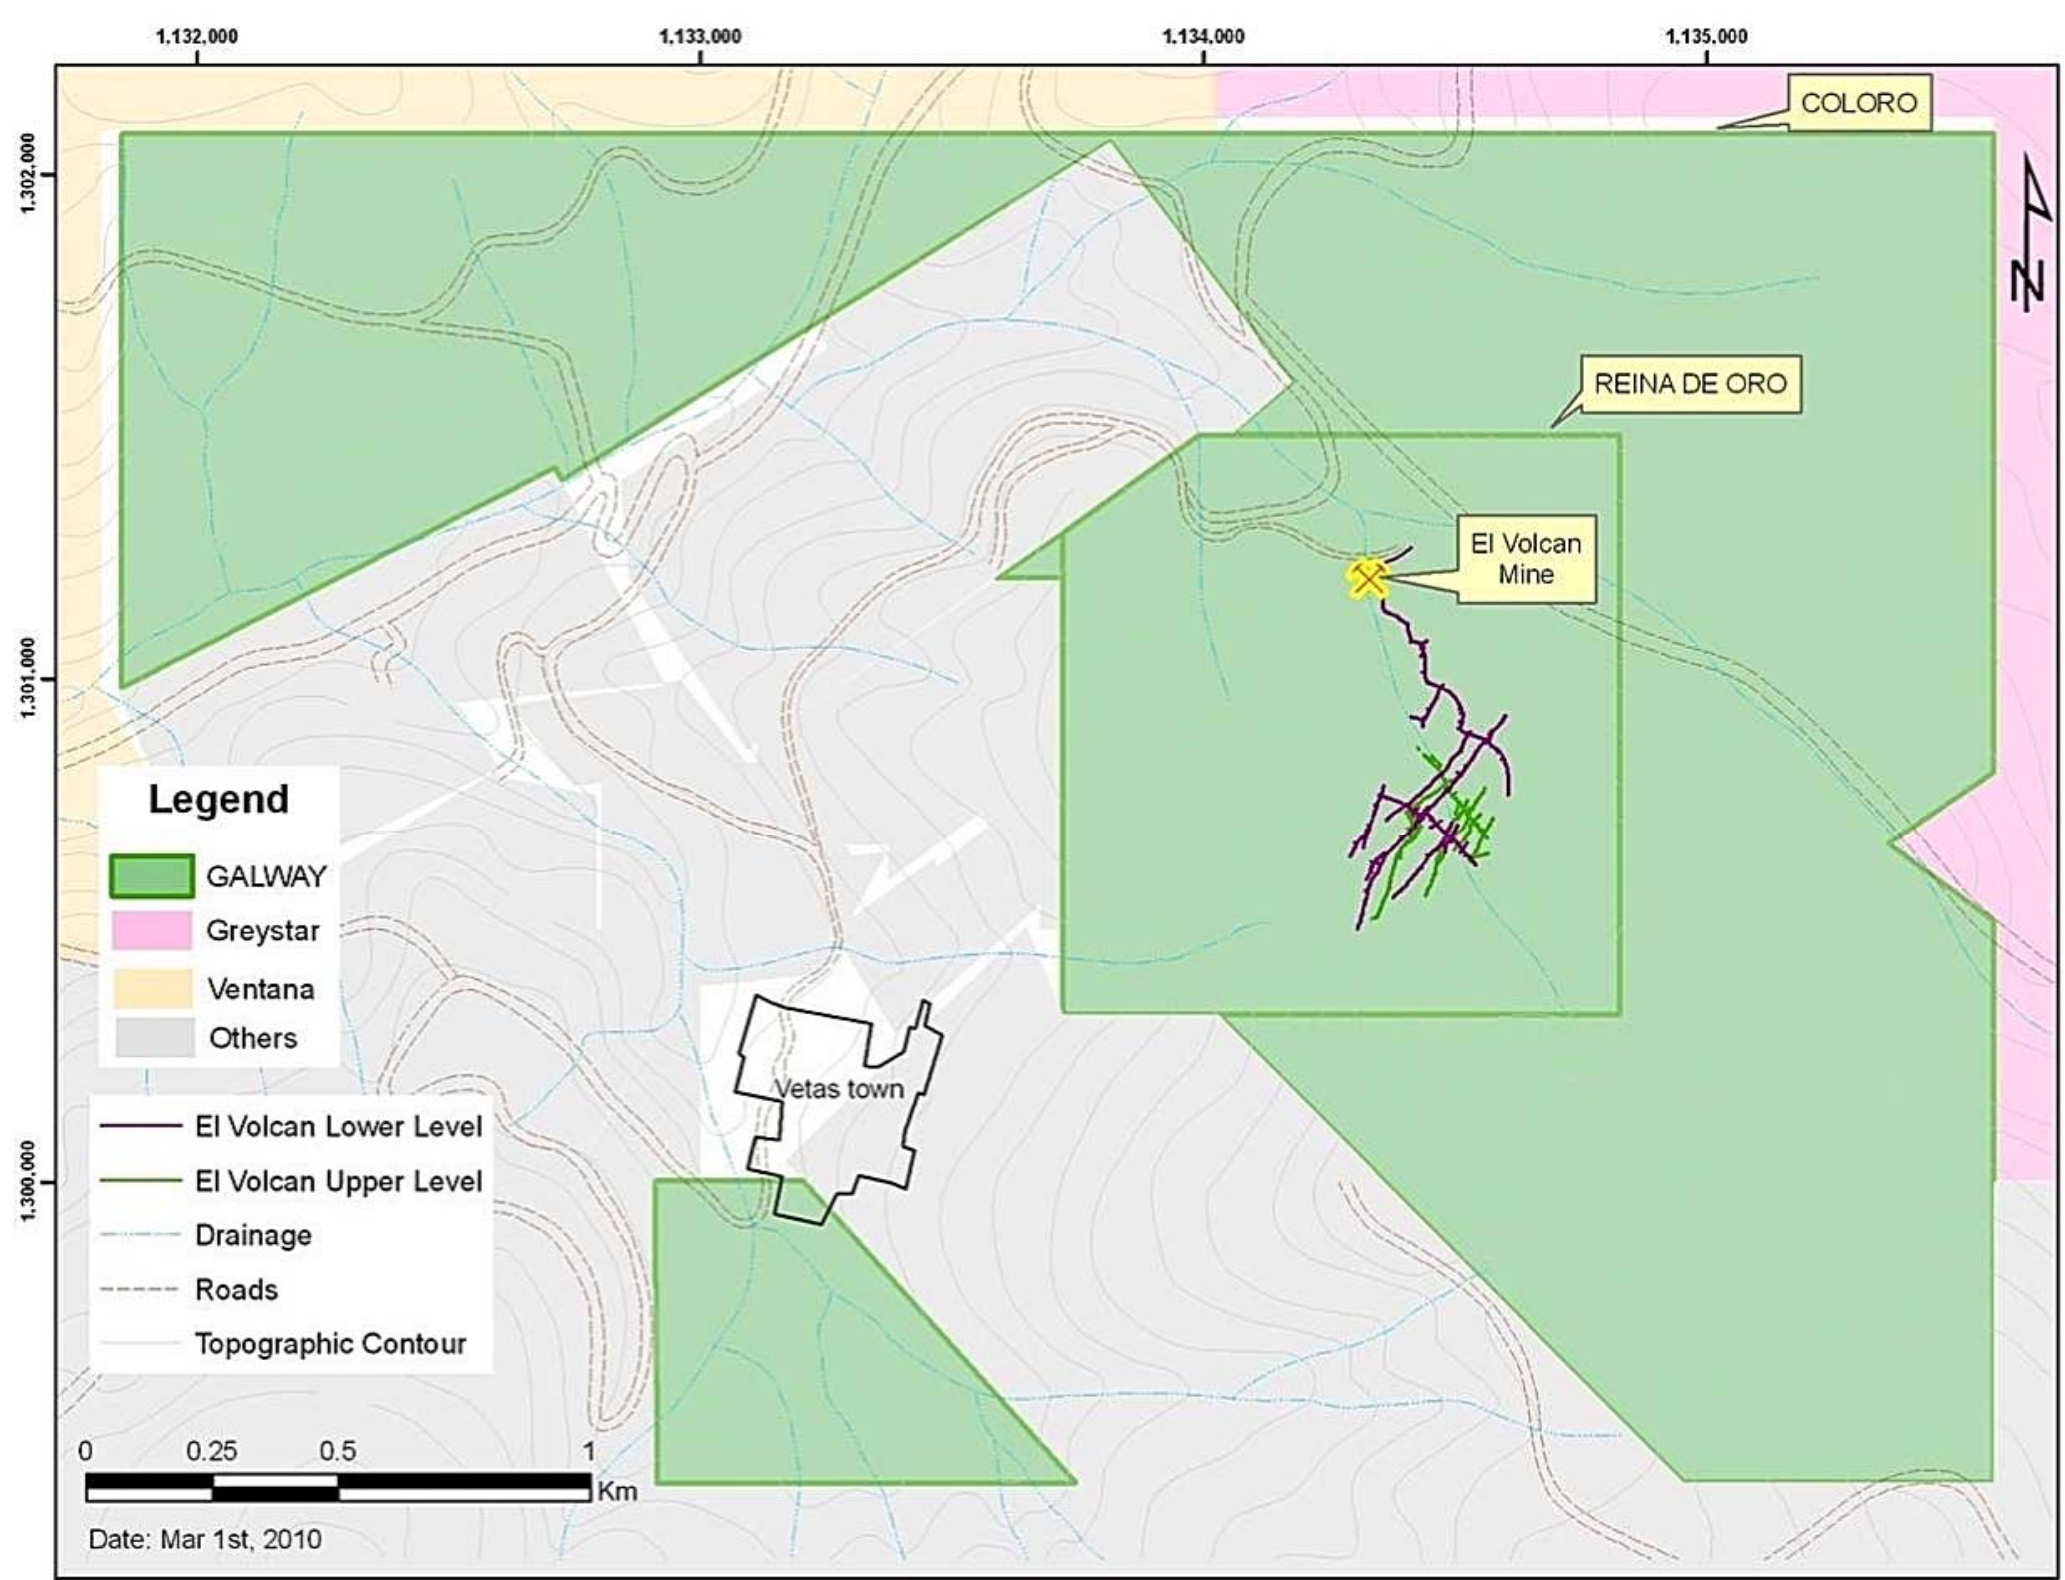 1,132,000 1,133,000 1,134,000 1,135,000
COLORO
1,302,000
N
REINA DE ORO
El Volcan
Mine
1,301,000
Legend
GALWAY
Greystar
Ventana
Others
Vetas town
El Volcan Lower Level
1,300,000
El Volcan Upper Level
Drainage
Roads
Topographic Contour
0 0.25 0.5 1
Km
Date: Mar 1st, 2010